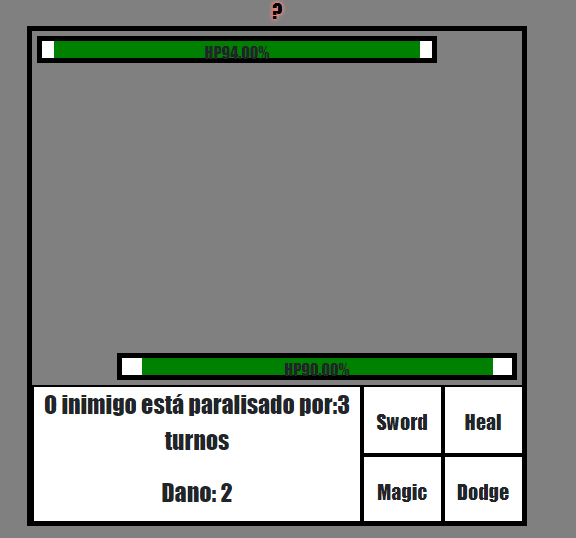 ?
HP94.00%
HP90.00%
O inimigo está paralisado por:3
turnos
Dano: 2
Sword
Heal
Magic
Dodge